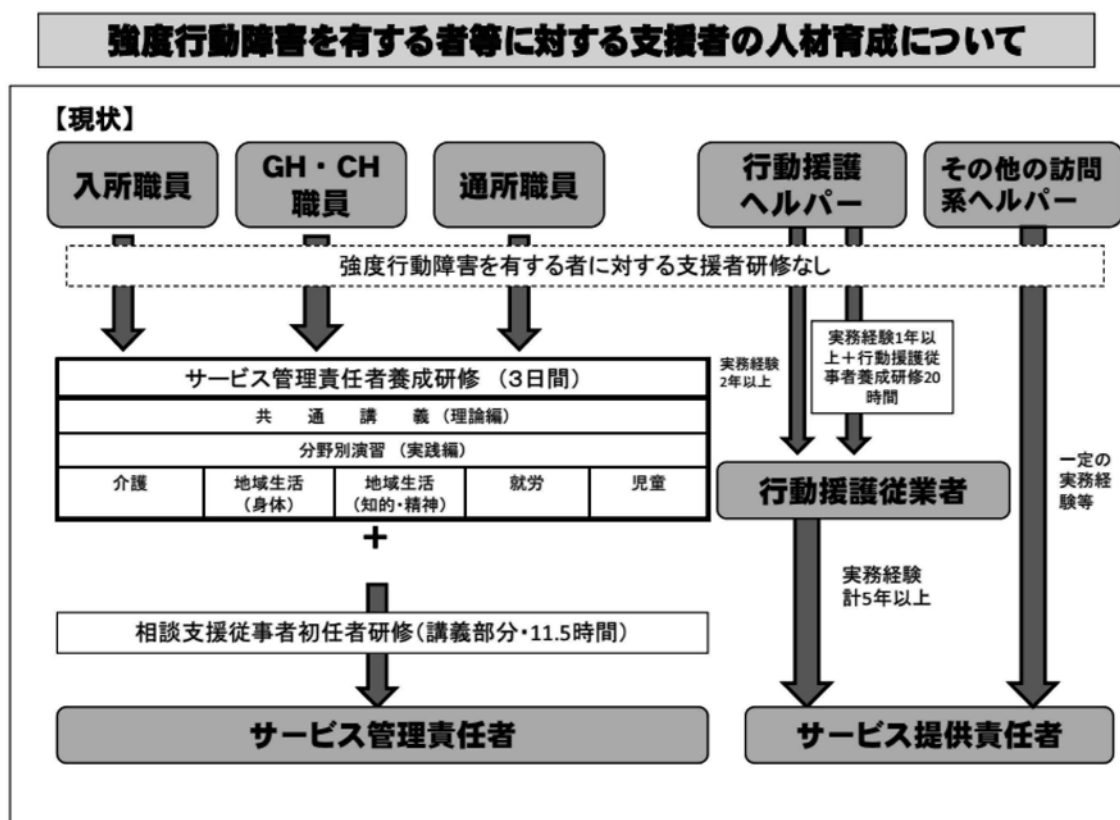 強度行動障害を有する者等に対する支援者の人材育成について
【現状】
入所職員
GH・CH
職員
通所職員
行動援護
ヘルパー
その他の訪問
系ヘルパー
強度行動障害を有する者に対する支援者研修なし
サービス管理責任者養成研修 (3日間)
共 通 講 義 (理論編)
分野別演習 (実践編)
介護
地域生活
(身体)
地域生活
(知的・精神)
就労
児童
+
相談支援従事者初任者研修(講義部分・11.5時間)
サービス管理責任者
実務経験
2年以上
実務経験1年以
上+行動援護従
事者養成研修20
時間
行動援護従業者
実務経験
計5年以上
一定の
実務経
験等
サービス提供責任者